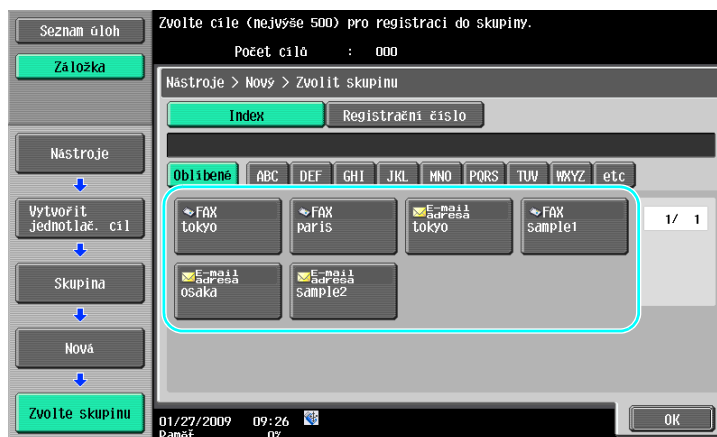 Seznam úloh
Záložka
Nástroje
Vytvořit
jednotlač. cíl
Skupina
Nová
Zvolte skupinu
Zvolte cíle (nejvýše 500) pro registraci do skupiny.
Počet cílů : 000
Nástroje > Nový > Zvolit skupinu
Index Registrační číslo
Oblíbené ABC DEF GHI JKL MNO PQRS TUV WXYZ etc
FAX
tokyo
FAX
paris
E-mail
adresa
tokyo
FAX
sample1
1/ 1
E-mail
adresa
osaka
E-mail
adresa
sample2
01/27/2009 09:26
Paměť 0%
OK